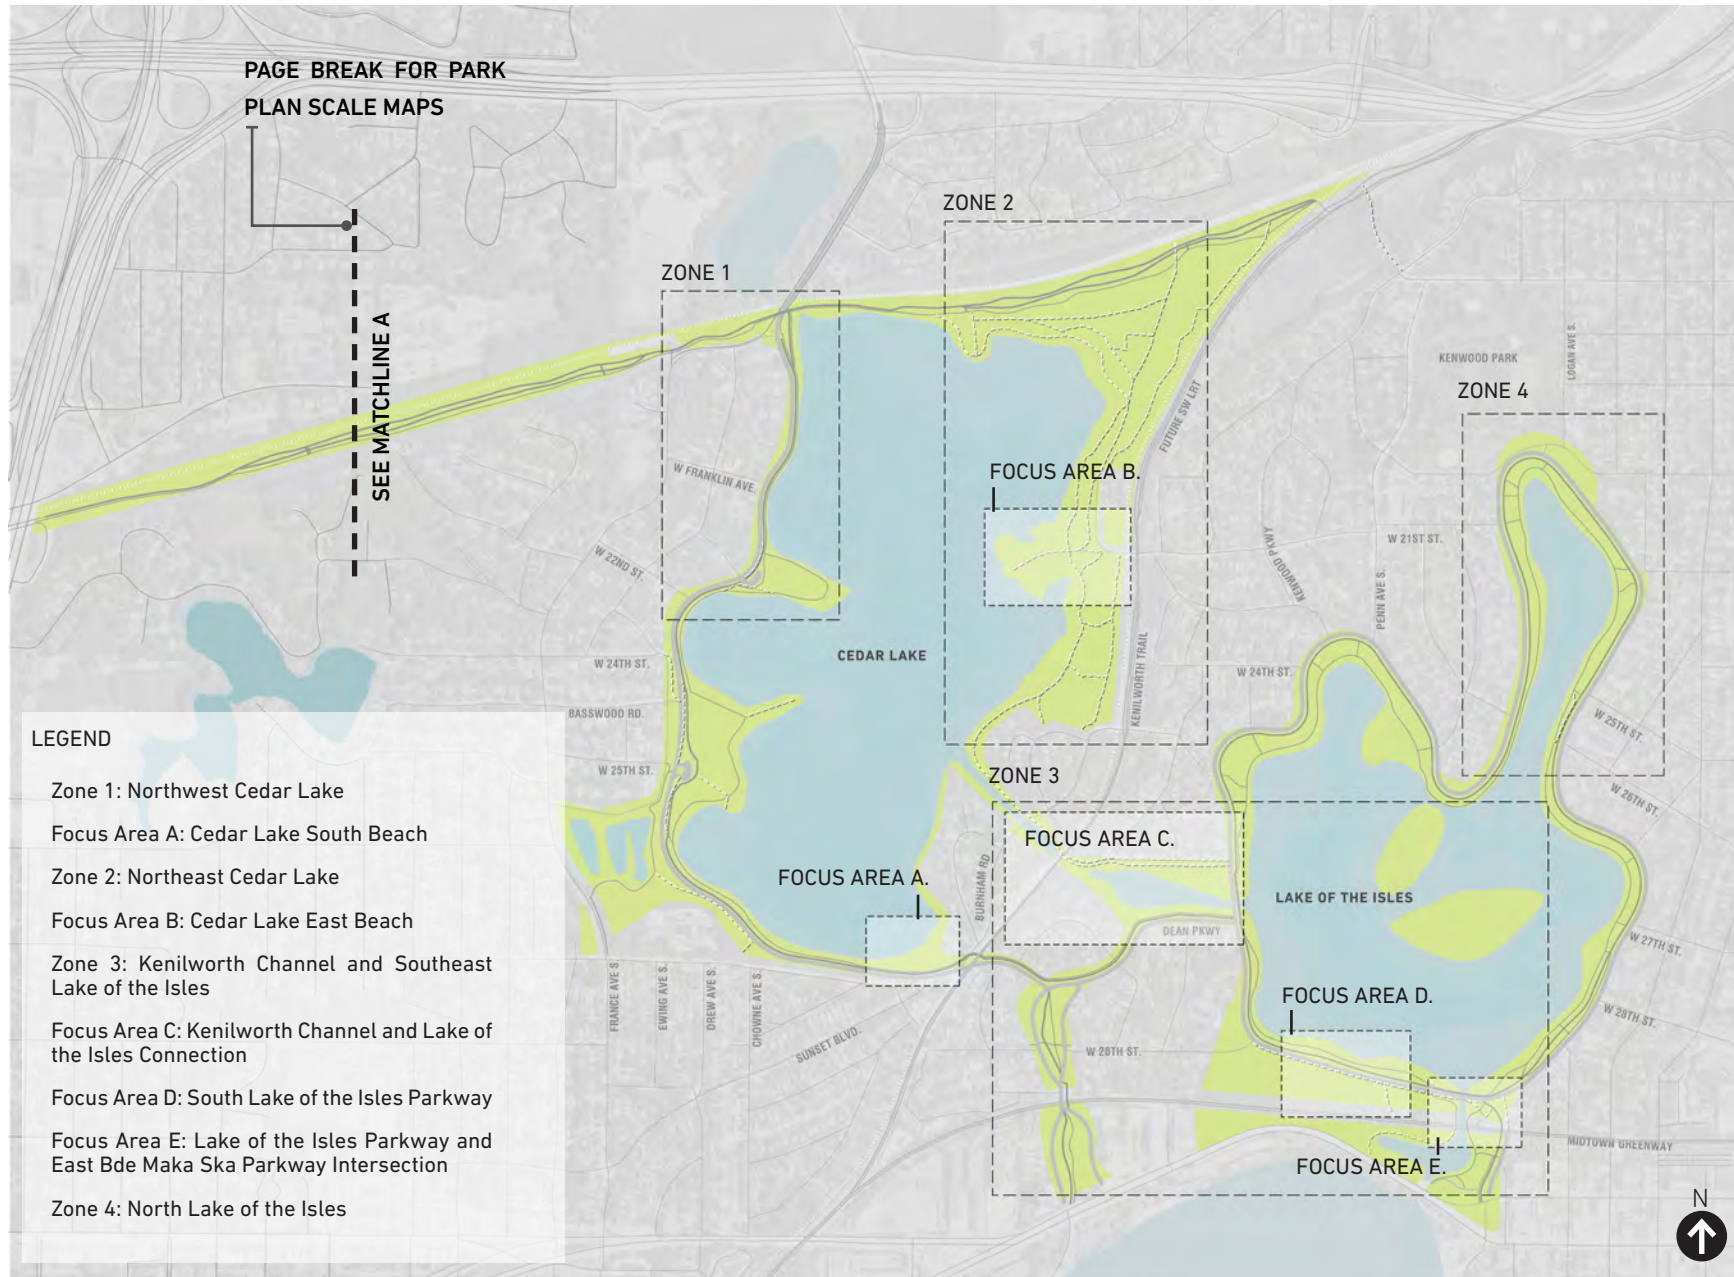 PAGE BREAK FOR PARK
PLAN SCALE MAPS
ZONE 2
ZONE 1
SEE MATCHLINE A
KENWOOD PARK
LOGAN AVE S.
ZONE 4
FUTURE SW LRT
W FRANKLIN AVE.
FOCUS AREA B.
W 21ST ST.
KENWOOD PKWY
PENN AVE S.
W 22ND ST.
CEDAR LAKE
W 24TH ST.
KENILWORTH TRAIL
W 24TH ST.
BASSWOOD RD.
W 25TH ST.
W 25TH ST.
ZONE 3
W 26TH ST.
FOCUS AREA C.
BURNHAM RD
FOCUS AREA A.
LAKE OF THE ISLES
DEAN PKWY
W 27TH ST.
FRANCE AVE S.
EWING AVE S.
DREW AVE S.
CHOWNE AVE S.
SUNSET BLVD.
FOCUS AREA D.
W 28TH ST.
W 28TH ST.
MIDTOWN GREENWAY
FOCUS AREA E.
N
LEGEND
Zone 1: Northwest Cedar Lake
Focus Area A: Cedar Lake South Beach
Zone 2: Northeast Cedar Lake
Focus Area B: Cedar Lake East Beach
Zone 3: Kenilworth Channel and Southeast
Lake of the Isles
Focus Area C: Kenilworth Channel and Lake of
the Isles Connection
Focus Area D: South Lake of the Isles Parkway
Focus Area E: Lake of the Isles Parkway and
East Bde Maka Ska Parkway Intersection
Zone 4: North Lake of the Isles